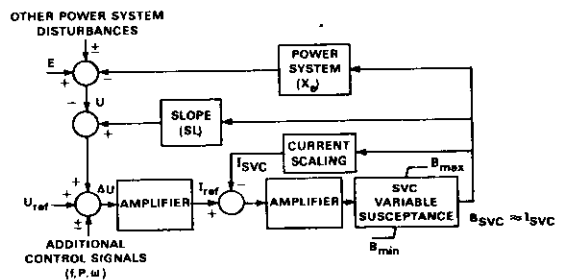 OTHER POWER SYSTEM
DISTURBANCES
±
E
+
−
POWER
SYSTEM
(Xe)
−
U
+
SLOPE
(SL)
CURRENT
SCALING
ISVC
Bmax
+
Uref
+
ΔU
±
AMPLIFIER
Iref
−
+
AMPLIFIER
SVC
VARIABLE
SUSCEPTANCE
BSVC ≈ ISVC
Bmin
ADDITIONAL
CONTROL SIGNALS
(f, P, ω)